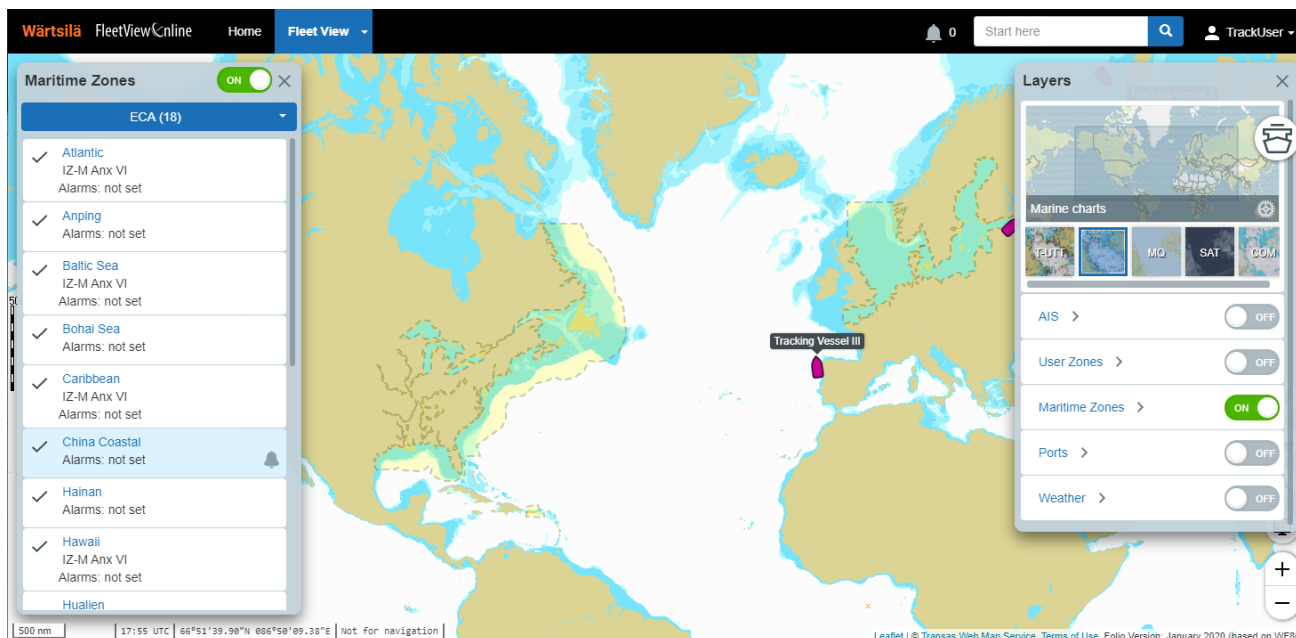 Wärtsilä FleetViewOnline Home Fleet View 0 Start here TrackUser
Maritime Zones ON
ECA (18)
Atlantic
IZ-M Anx VI
Alarms: not set
Anping
Alarms: not set
Baltic Sea
IZ-M Anx VI
Alarms: not set
Bohai Sea
Alarms: not set
Caribbean
IZ-M Anx VI
Alarms: not set
China Coastal
Alarms: not set
Hainan
Alarms: not set
Hawaii
IZ-M Anx VI
Alarms: not set
Hualien
Tracking Vessel III
Layers
Marine charts
T-UTT MQ SAT COM
AIS OFF
User Zones OFF
Maritime Zones ON
Ports OFF
Weather OFF
+
−
500 nm 17:55 UTC 66°51'39.90"N 086°50'09.38"E Not for navigation
Leaflet | © Transas Web Map Service, Terms of Use, Folio Version: January 2020 (based on WF8